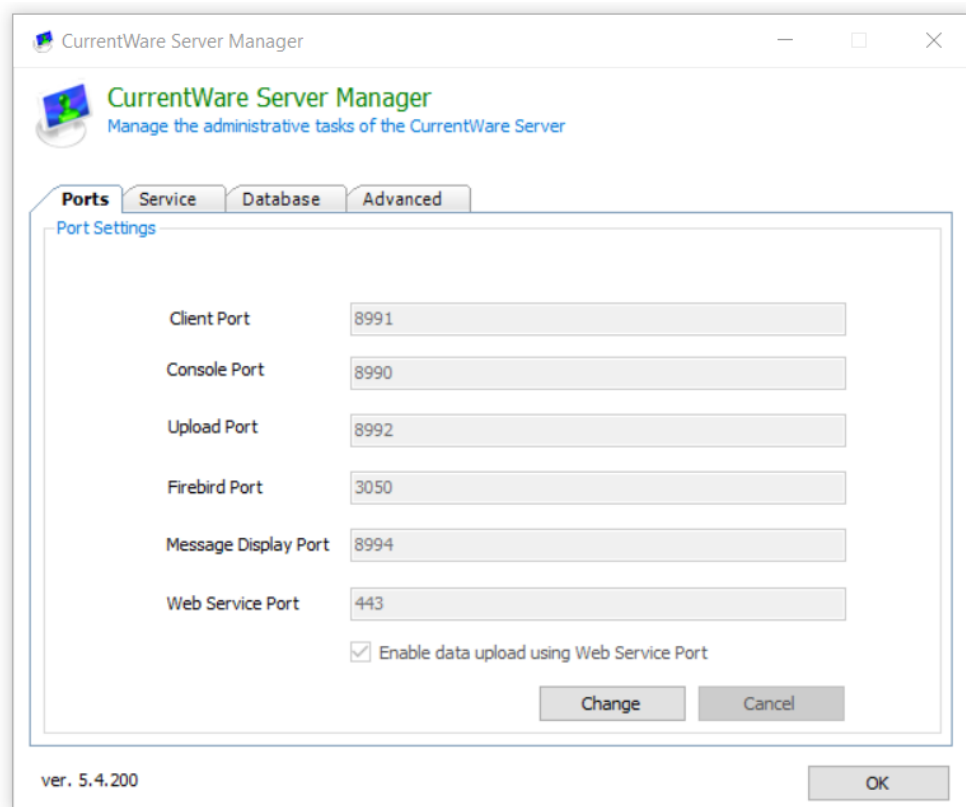 CurrentWare Server Manager
CurrentWare Server Manager
Manage the administrative tasks of the CurrentWare Server
Ports Service Database Advanced
Port Settings
Client Port 8991
Console Port 8990
Upload Port 8992
Firebird Port 3050
Message Display Port 8994
Web Service Port 443
Enable data upload using Web Service Port
Change Cancel
ver. 5.4.200 OK